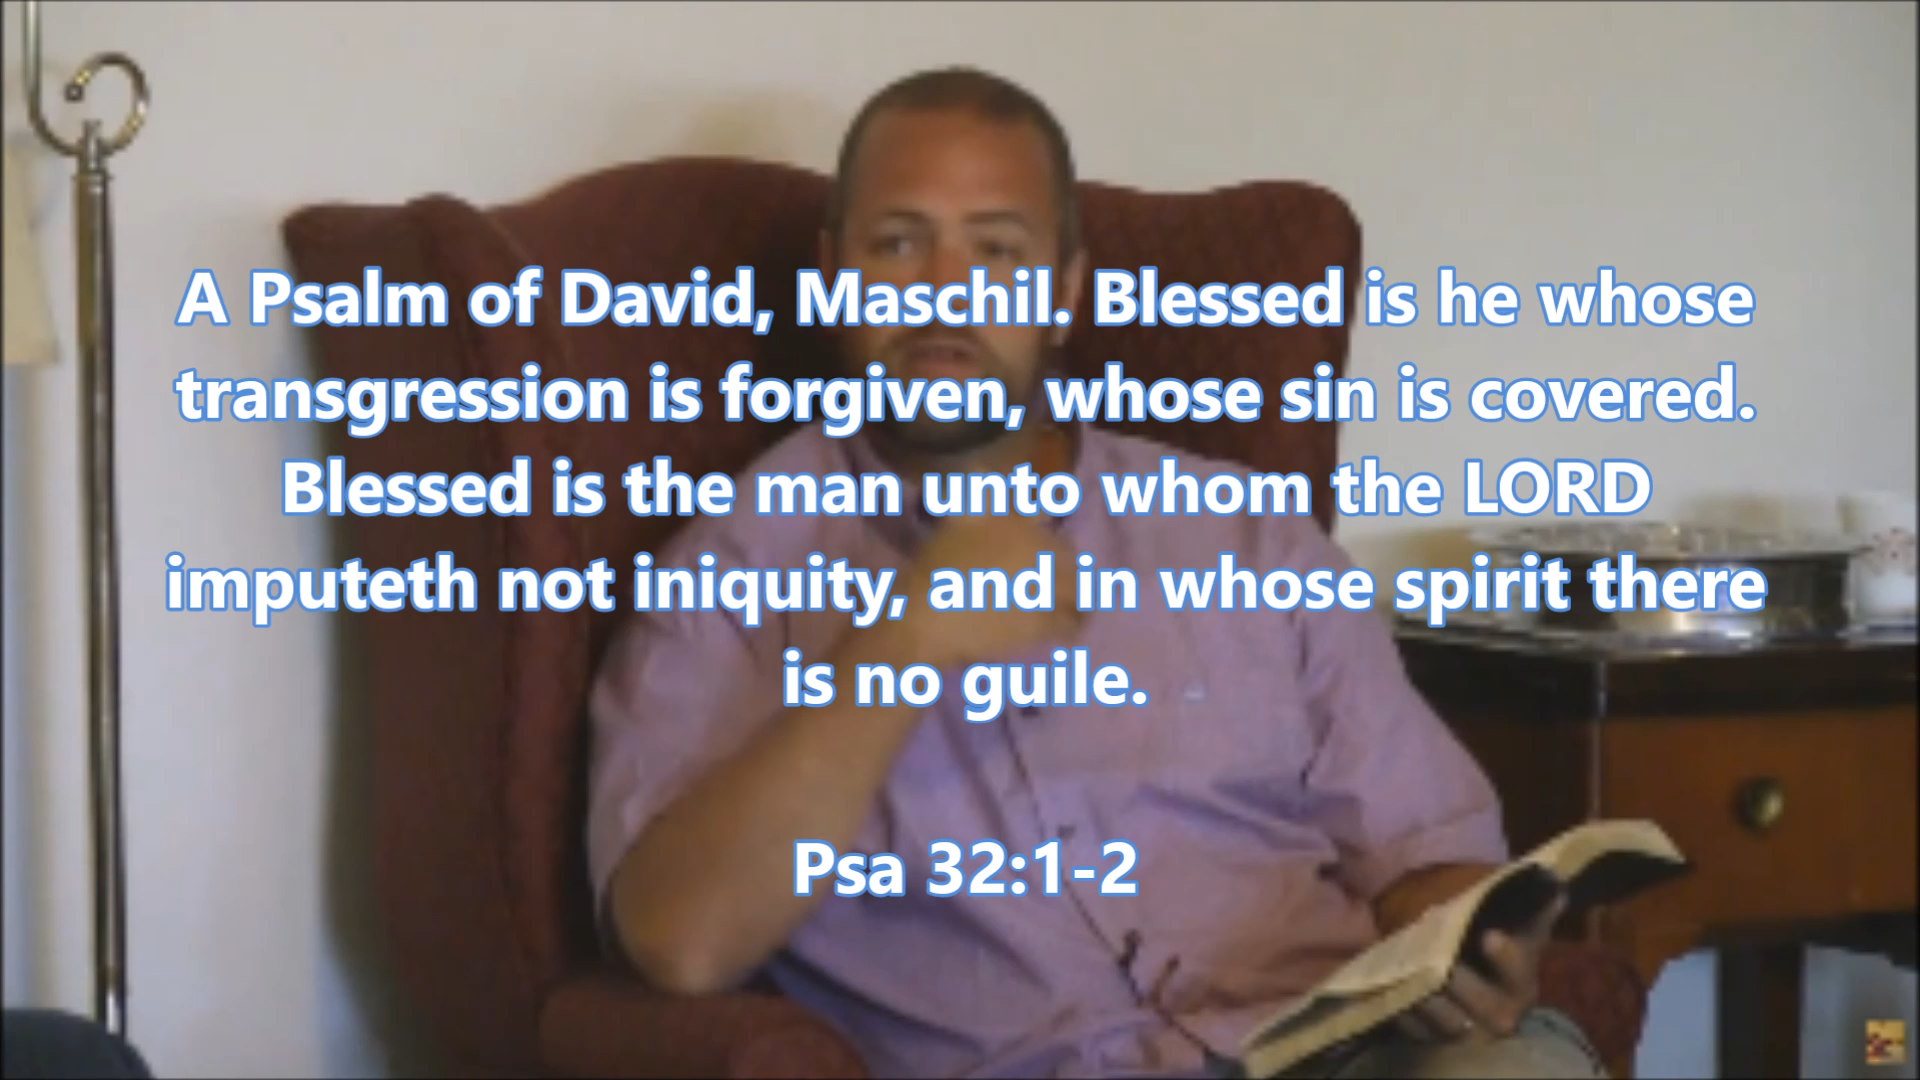 A Psalm of David, Maschil. Blessed is he whose
transgression is forgiven, whose sin is covered.
Blessed is the man unto whom the LORD
imputeth not iniquity, and in whose spirit there
is no guile.
Psa 32:1-2